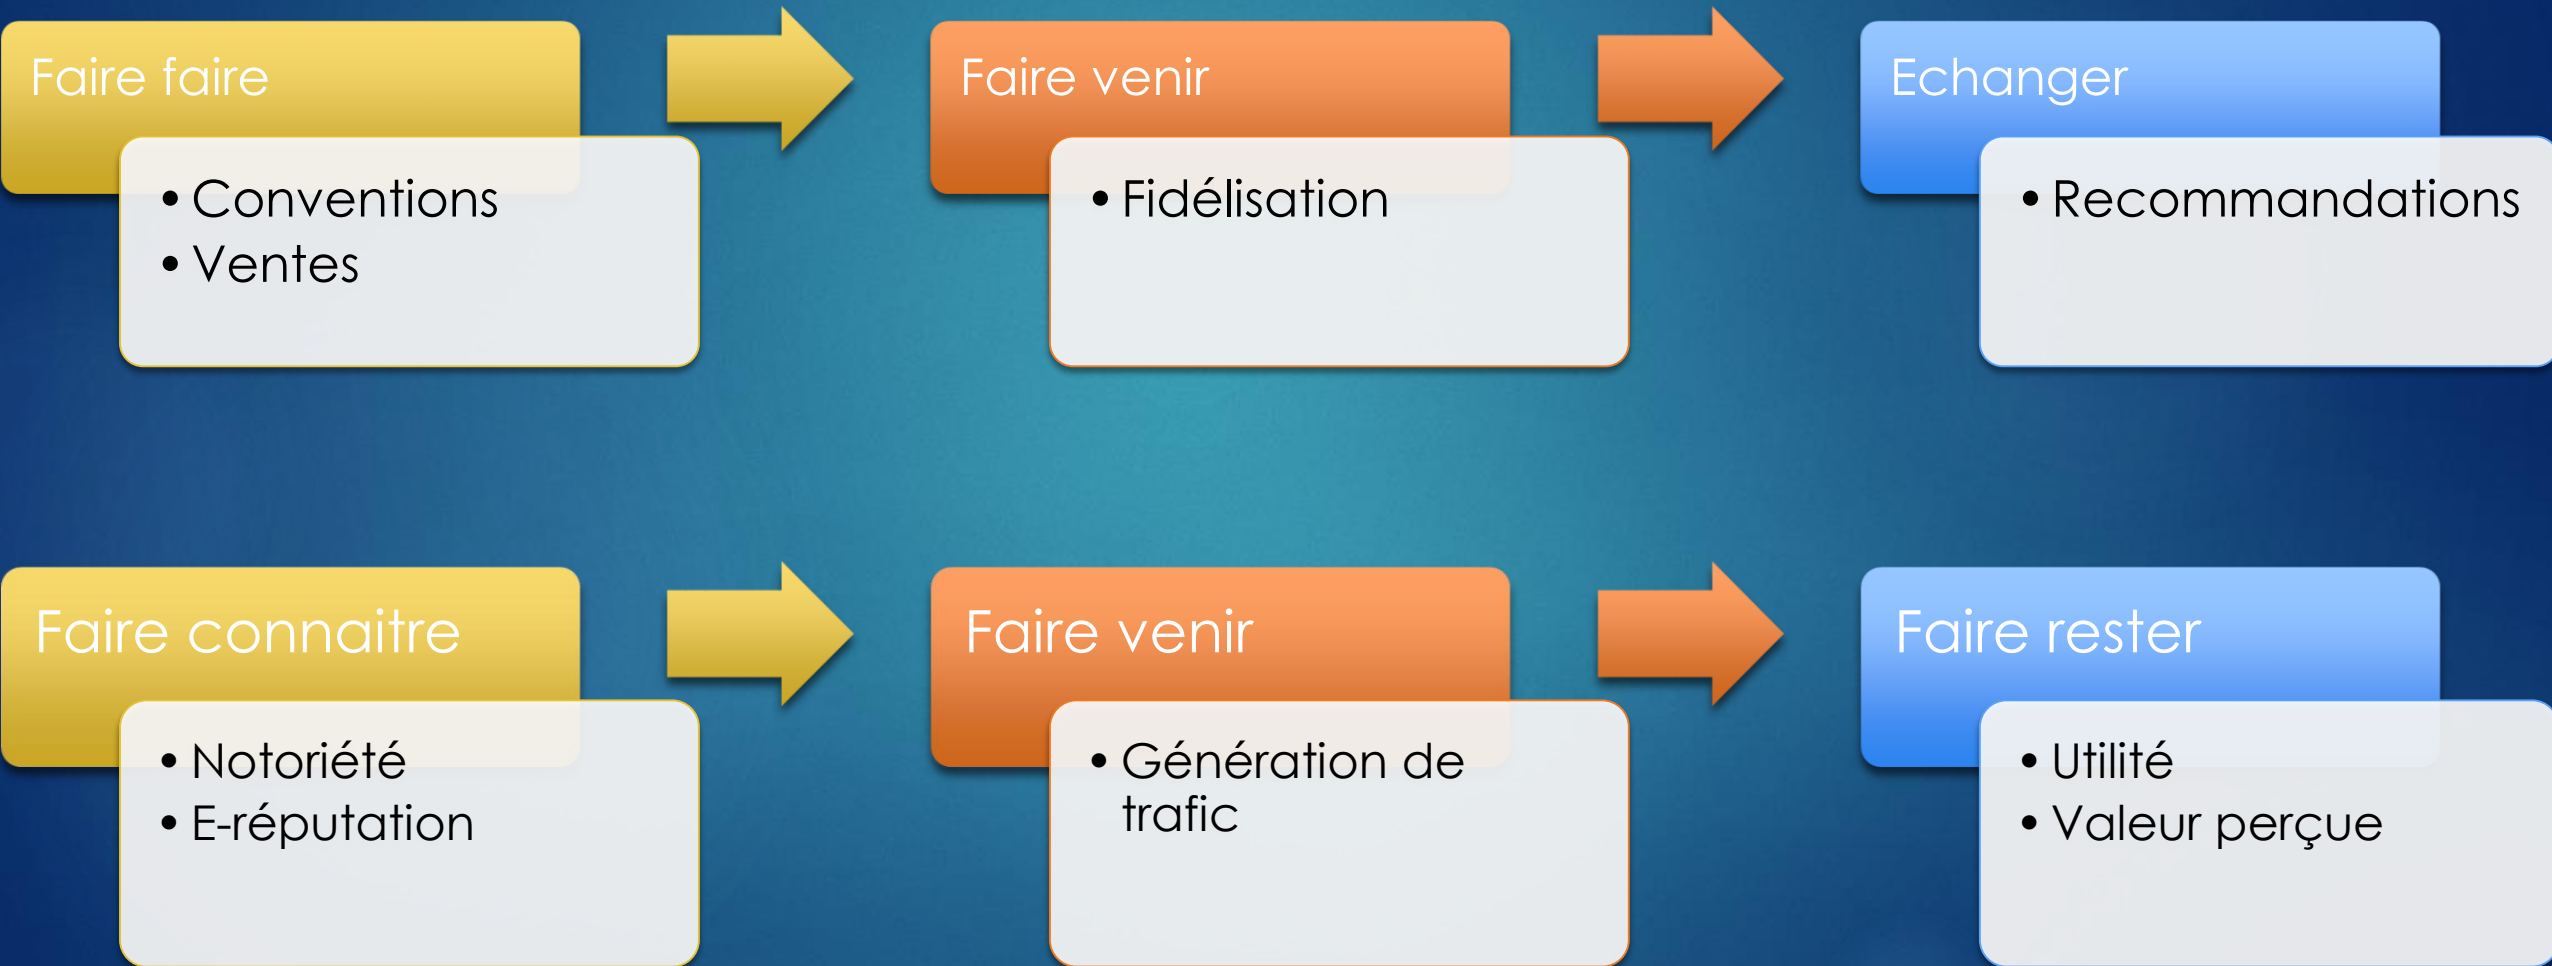 Faire faire
• Conventions
• Ventes
Faire venir
• Fidélisation
Echanger
• Recommandations
Faire connaitre
• Notoriété
• E-réputation
Faire venir
• Génération de
trafic
Faire rester
• Utilité
• Valeur perçue